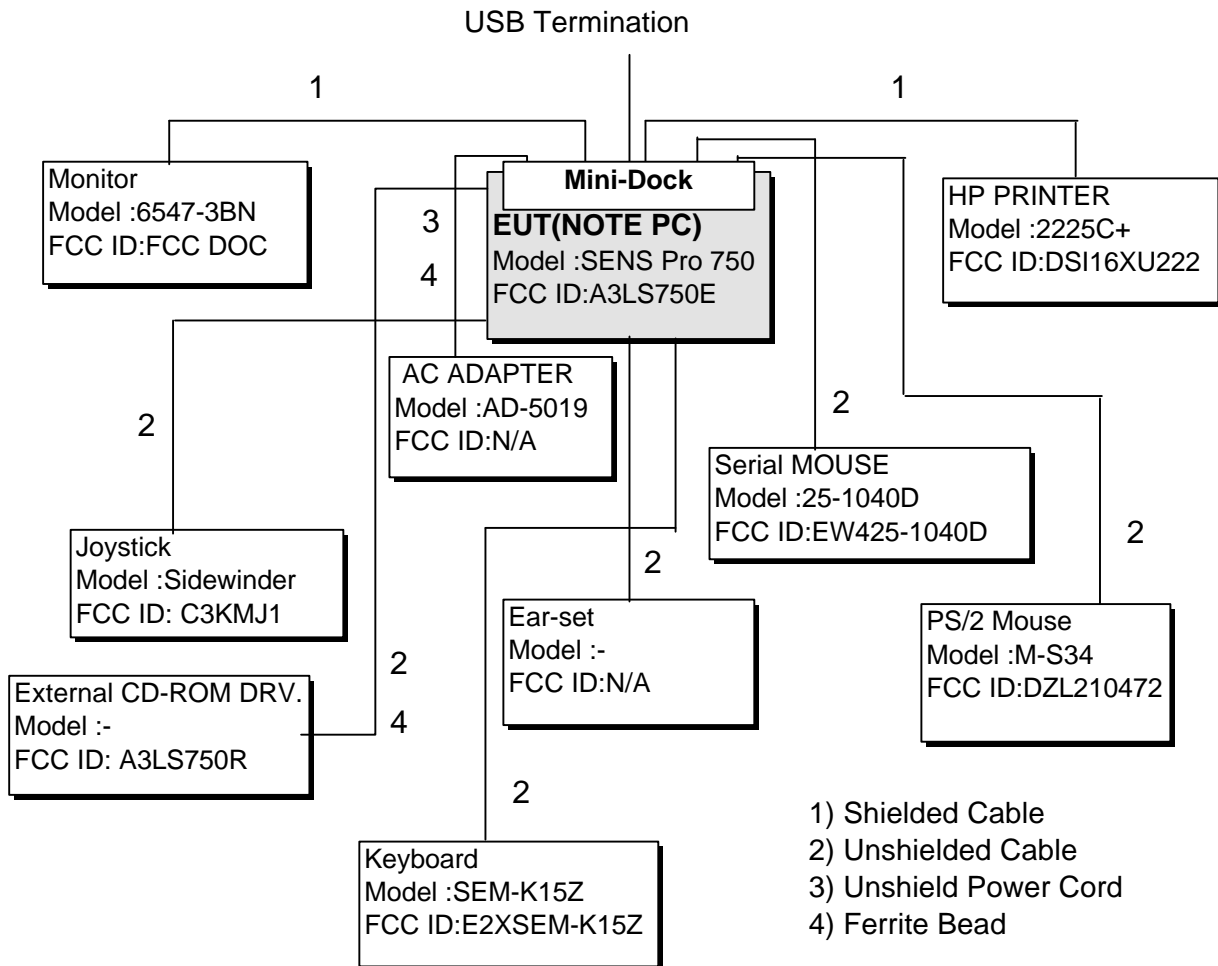 USB Termination
1
1
Monitor
Model :6547-3BN
FCC ID:FCC DOC
Mini-Dock
EUT(NOTE PC)
Model :SENS Pro 750
FCC ID:A3LS750E
HP PRINTER
Model :2225C+
FCC ID:DSI16XU222
3
4
AC ADAPTER
Model :AD-5019
FCC ID:N/A
2
2
Serial MOUSE
Model :25-1040D
FCC ID:EW425-1040D
2
Joystick
Model :Sidewinder
FCC ID: C3KMJ1
2
Ear-set
Model :-
FCC ID:N/A
PS/2 Mouse
Model :M-S34
FCC ID:DZL210472
2
4
External CD-ROM DRV.
Model :-
FCC ID: A3LS750R
2
Keyboard
Model :SEM-K15Z
FCC ID:E2XSEM-K15Z
1) Shielded Cable
2) Unshielded Cable
3) Unshield Power Cord
4) Ferrite Bead